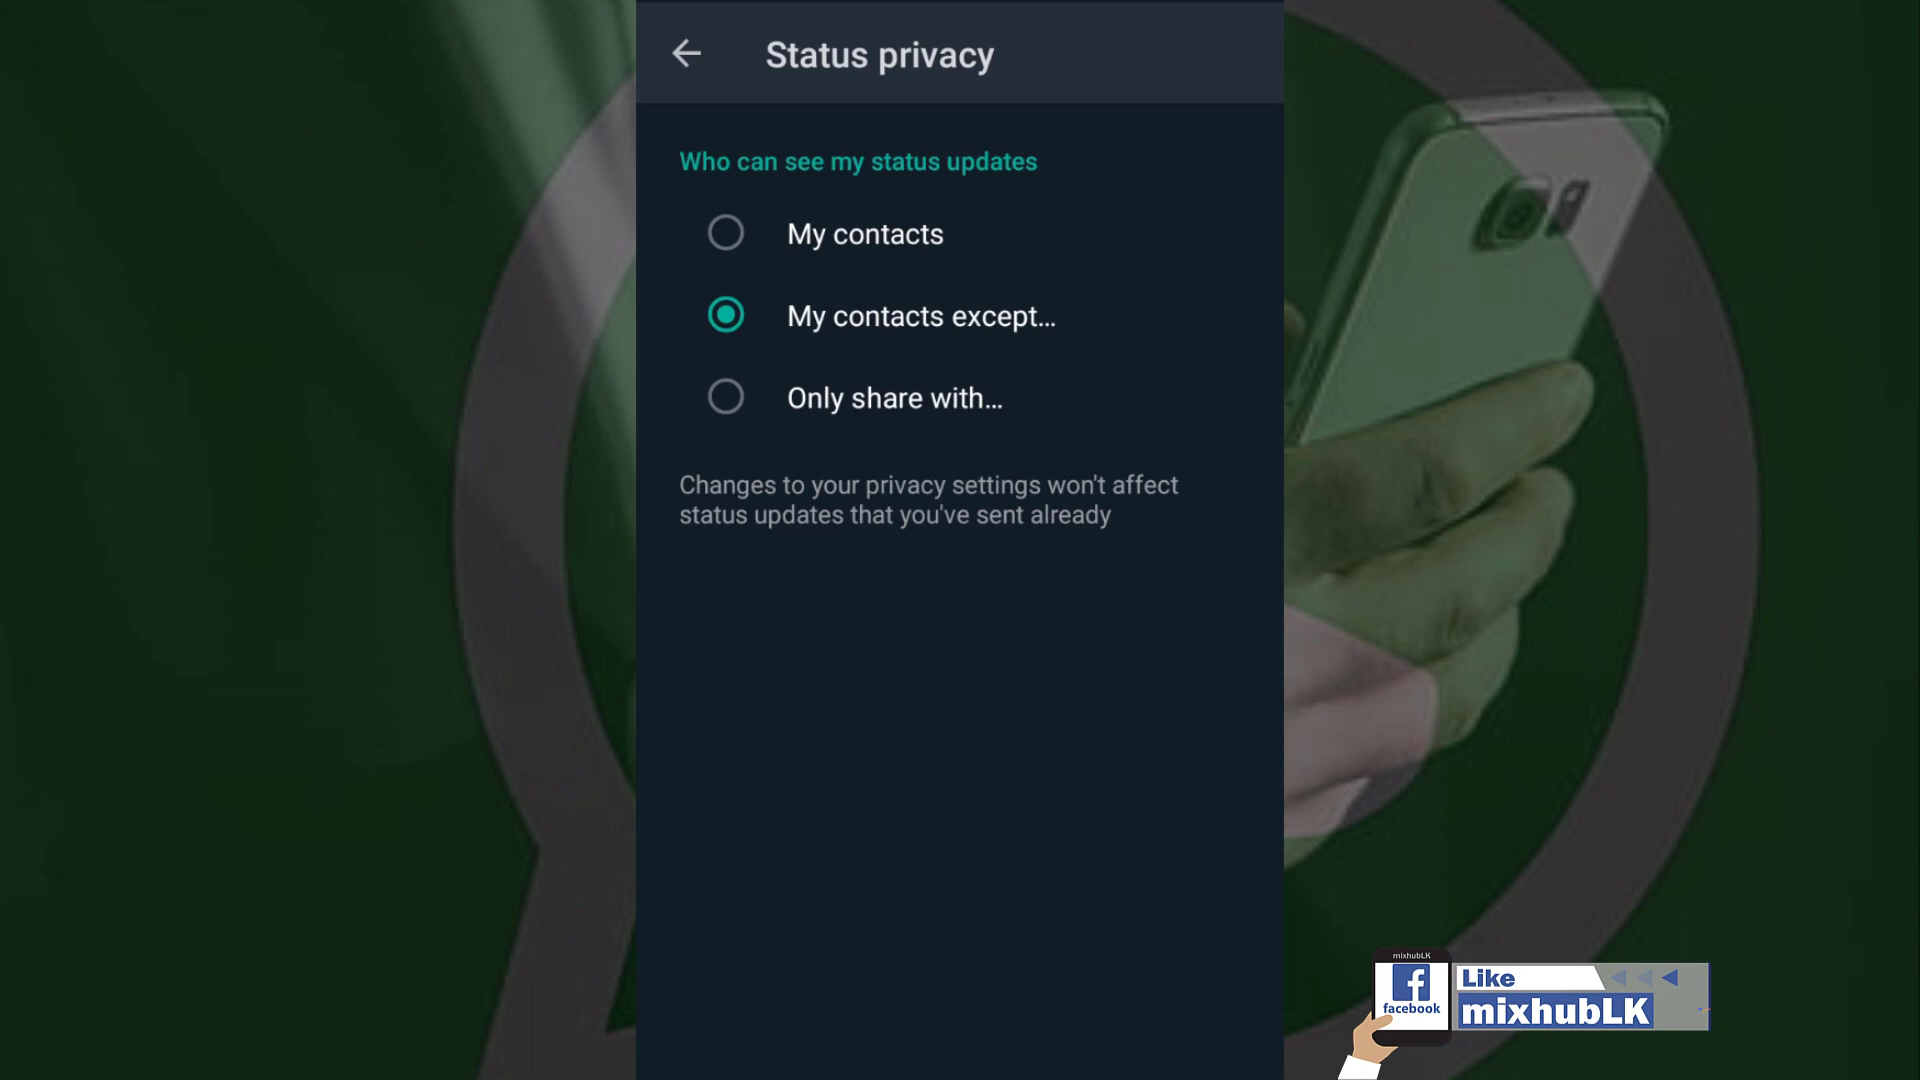 Status privacy
Who can see my status updates
My contacts
My contacts except...
Only share with...
Changes to your privacy settings won't affect
status updates that you've sent already
mixhubLK
facebook
Like
mixhubLK